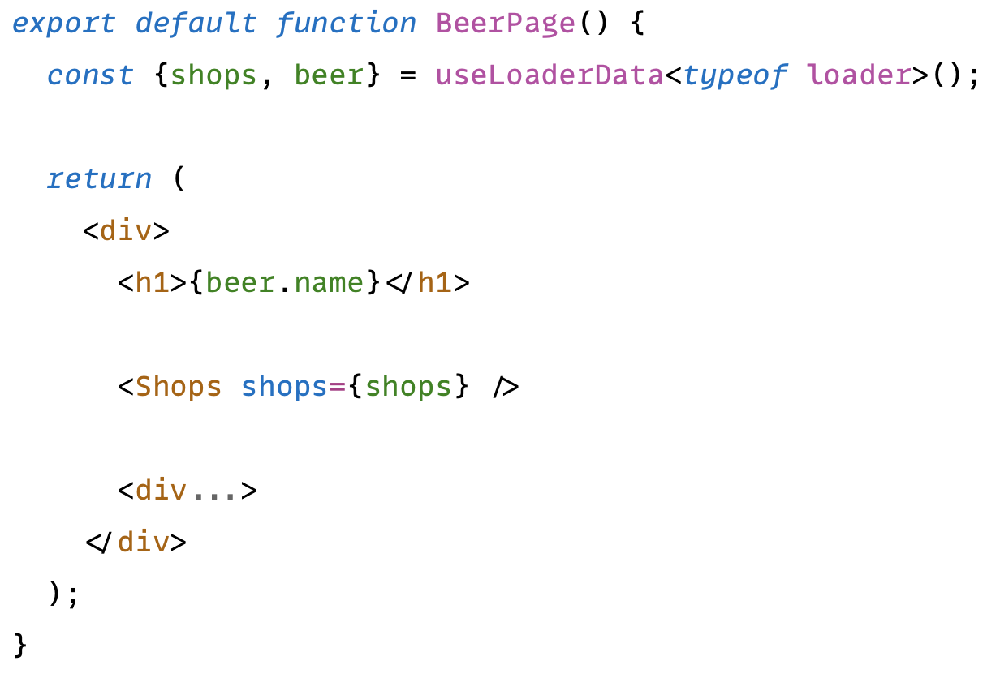 export default function BeerPage() {
  const {shops, beer} = useLoaderData<typeof loader>();

  return (
    <div>
      <h1>{beer.name}</h1>

      <Shops shops={shops} />

      <div...>
    </div>
  );
}